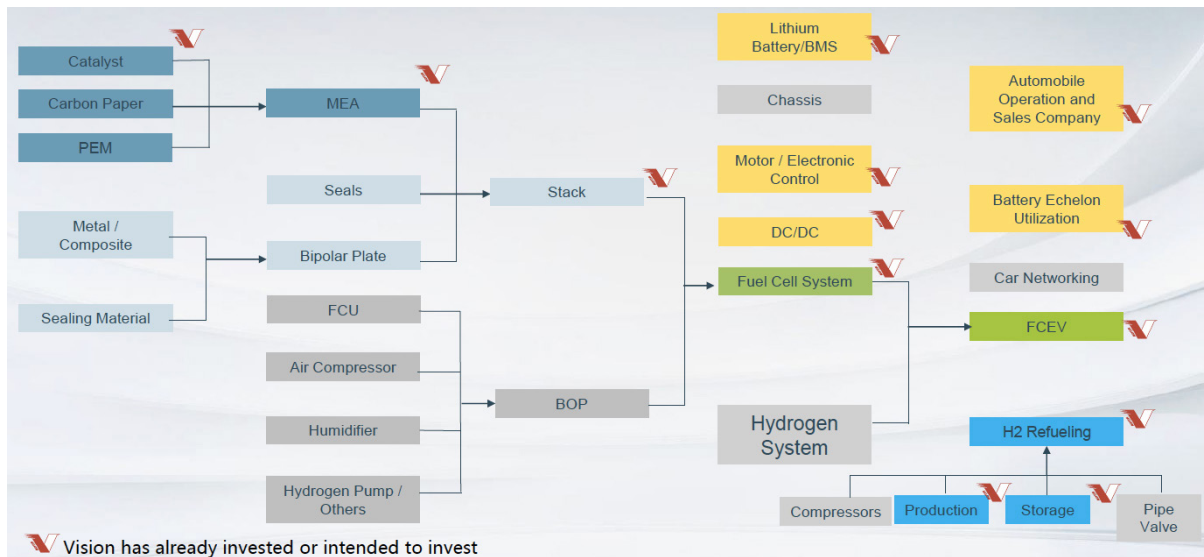 Catalyst
Carbon Paper
PEM
Metal /
Composite
Sealing Material
MEA
Seals
Bipolar Plate
FCU
Air Compressor
Humidifier
Hydrogen Pump /
Others
Stack
BOP
Lithium
Battery/BMS
Chassis
Motor / Electronic
Control
DC/DC
Fuel Cell System
Hydrogen
System
Automobile
Operation and
Sales Company
Battery Echelon
Utilization
Car Networking
FCEV
H2 Refueling
Compressors
Production
Storage
Pipe
Valve
Vision has already invested or intended to invest